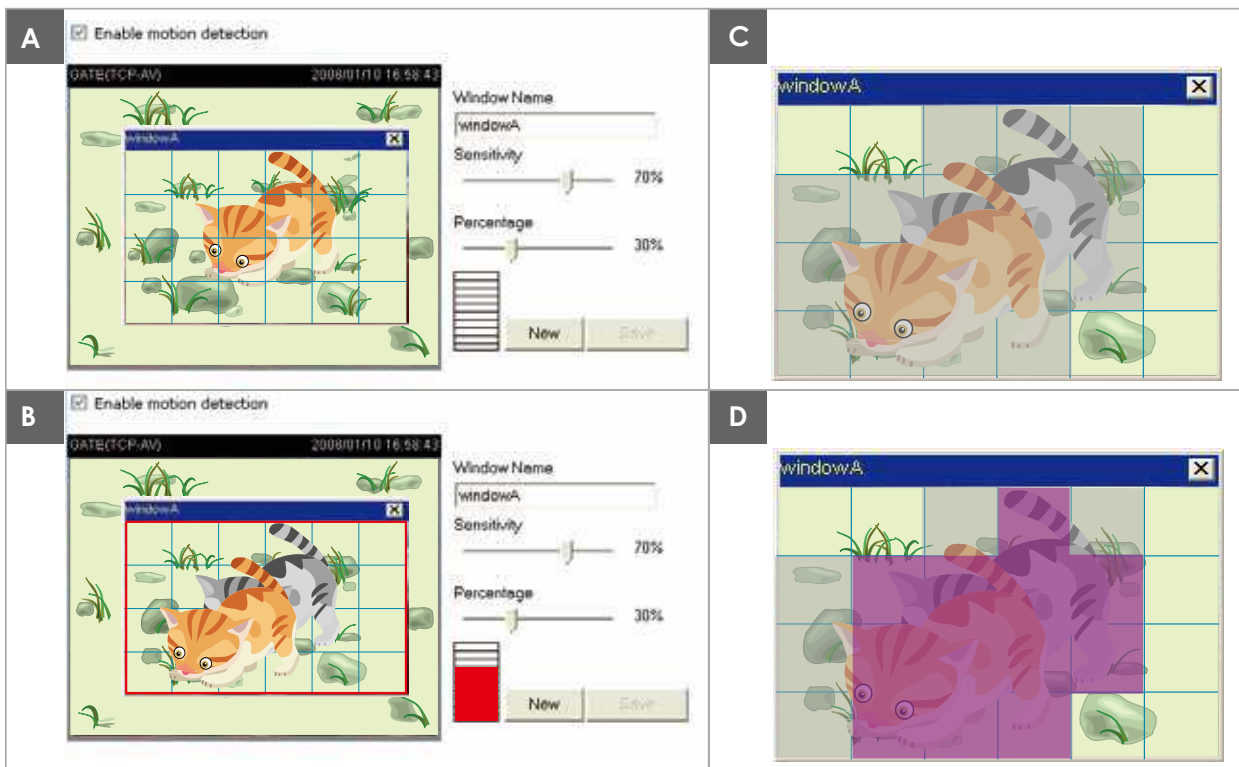 A
Enable motion detection
GATE(TCP-AV) 2008/01/10 16:58:43
windowA
Window Name
windowA
Sensitivity
70%
Percentage
30%
New Save
C
windowA
B
Enable motion detection
GATE(TCP-AV) 2008/01/10 16:58:43
windowA
Window Name
windowA
Sensitivity
70%
Percentage
30%
New Save
D
windowA